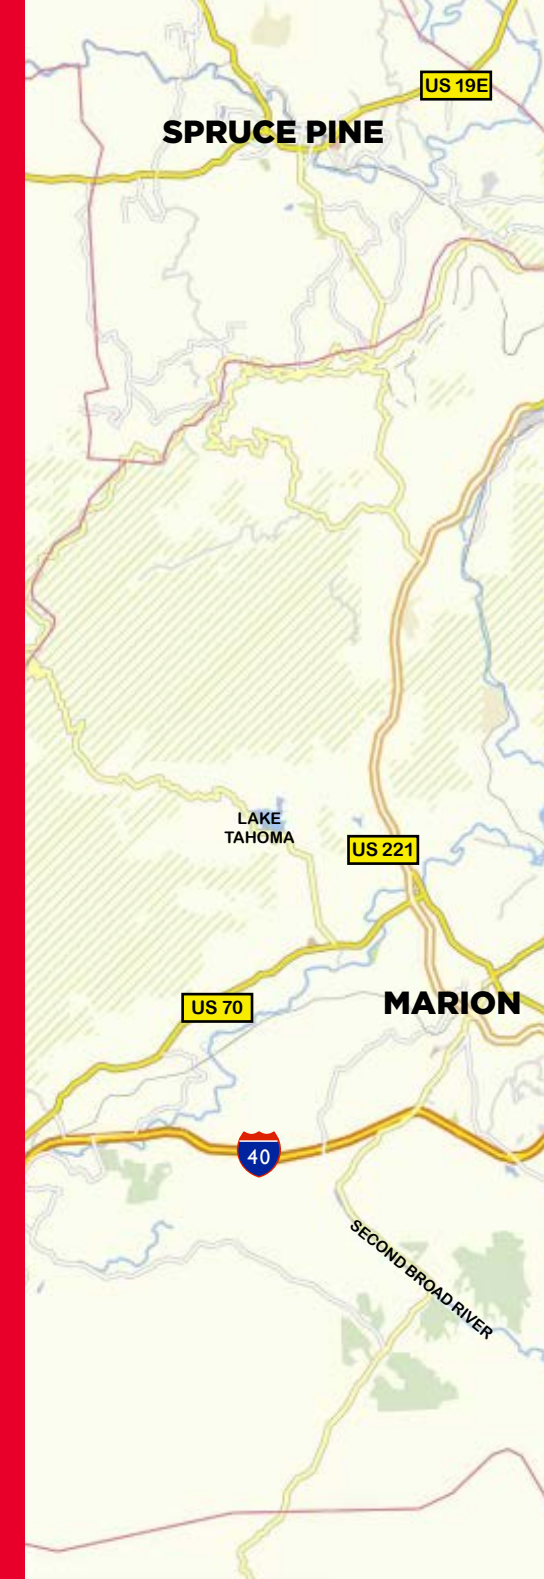 US 19E
SPRUCE PINE
LAKE
TAHOMA
US 221
US 70
MARION
40
SECOND BROAD RIVER